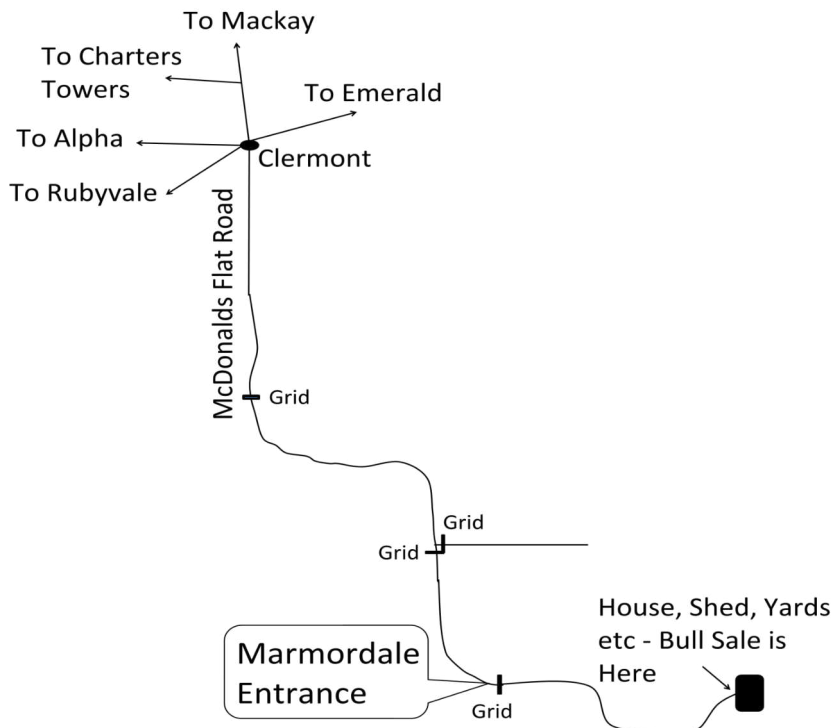 To Mackay
To Charters
Towers
To Emerald
To Alpha
Clermont
To Rubyvale
McDonalds Flat Road
Grid
Grid
Grid
House, Shed, Yards
etc - Bull Sale is
Here
Marmordale
Entrance
Grid